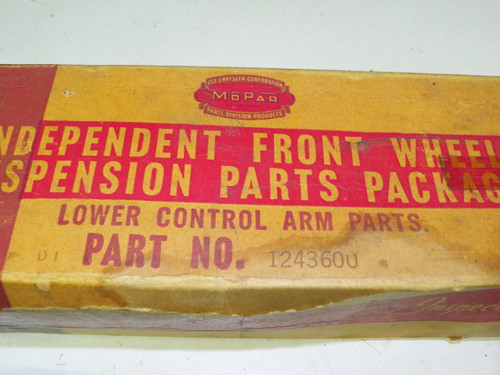 USE CHRYSLER CORPORATION
MOPAR
PARTS DIVISION PRODUCTS
NDEPENDENT FRONT WHEEL
SPENSION PARTS PACKAG
LOWER CONTROL ARM PARTS.
D1 PART NO. 1243600